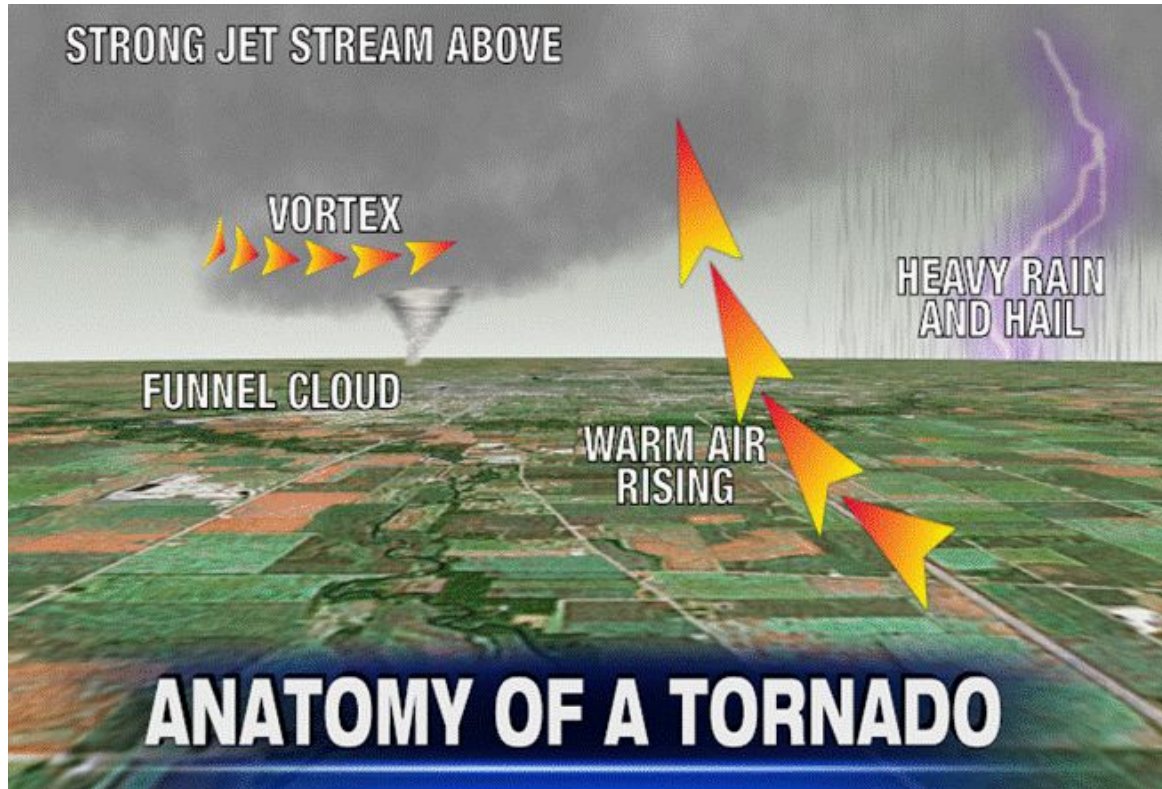 STRONG JET STREAM ABOVE
VORTEX
HEAVY RAIN
AND HAIL
FUNNEL CLOUD
WARM AIR
RISING
ANATOMY OF A TORNADO